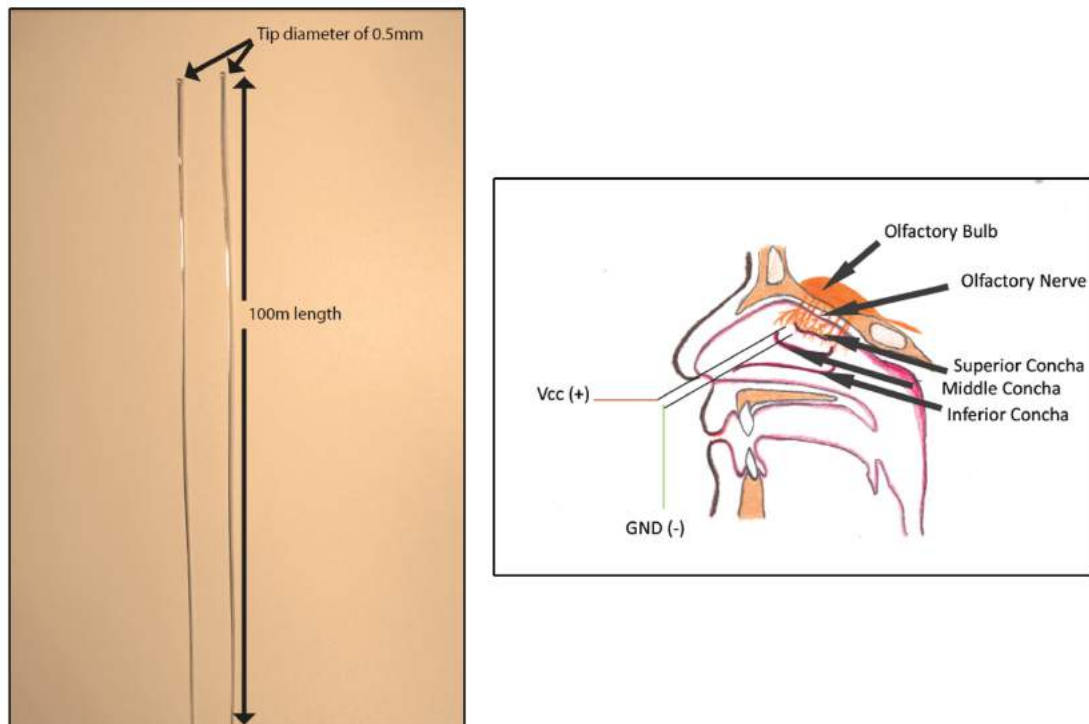 Tip diameter of 0.5mm
100m length
Olfactory Bulb
Olfactory Nerve
Superior Concha
Middle Concha
Inferior Concha
Vcc (+)
GND (-)